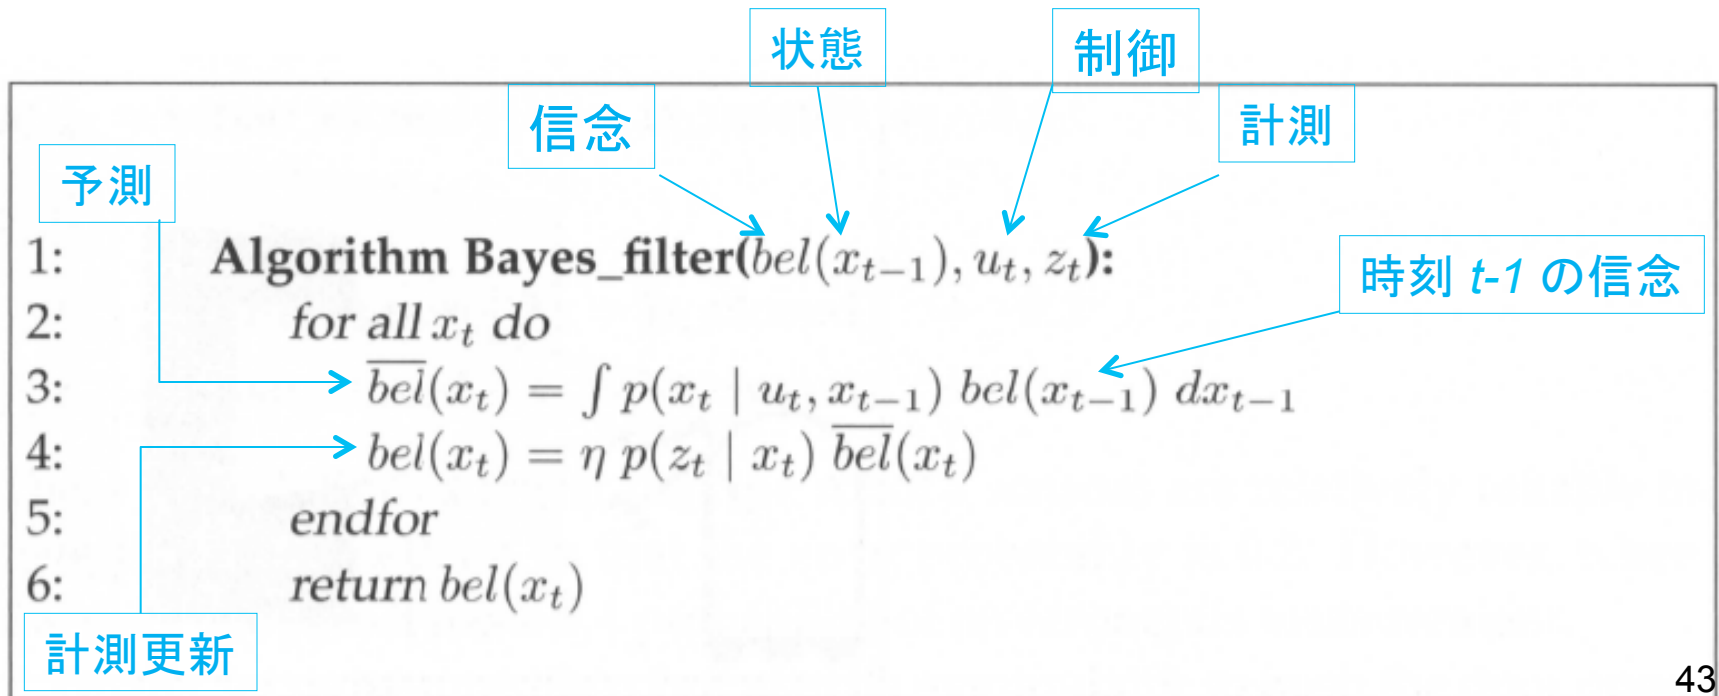 状態
制御
信念
計測
予測
1: Algorithm Bayes_filter(bel(x_{t−1}), u_t, z_t):
時刻 t-1 の信念
2: for all x_t do
3: \overline{bel}(x_t) = ∫ p(x_t | u_t, x_{t−1}) bel(x_{t−1}) dx_{t−1}
4: bel(x_t) = η p(z_t | x_t) \overline{bel}(x_t)
5: endfor
6: return bel(x_t)
計測更新
43